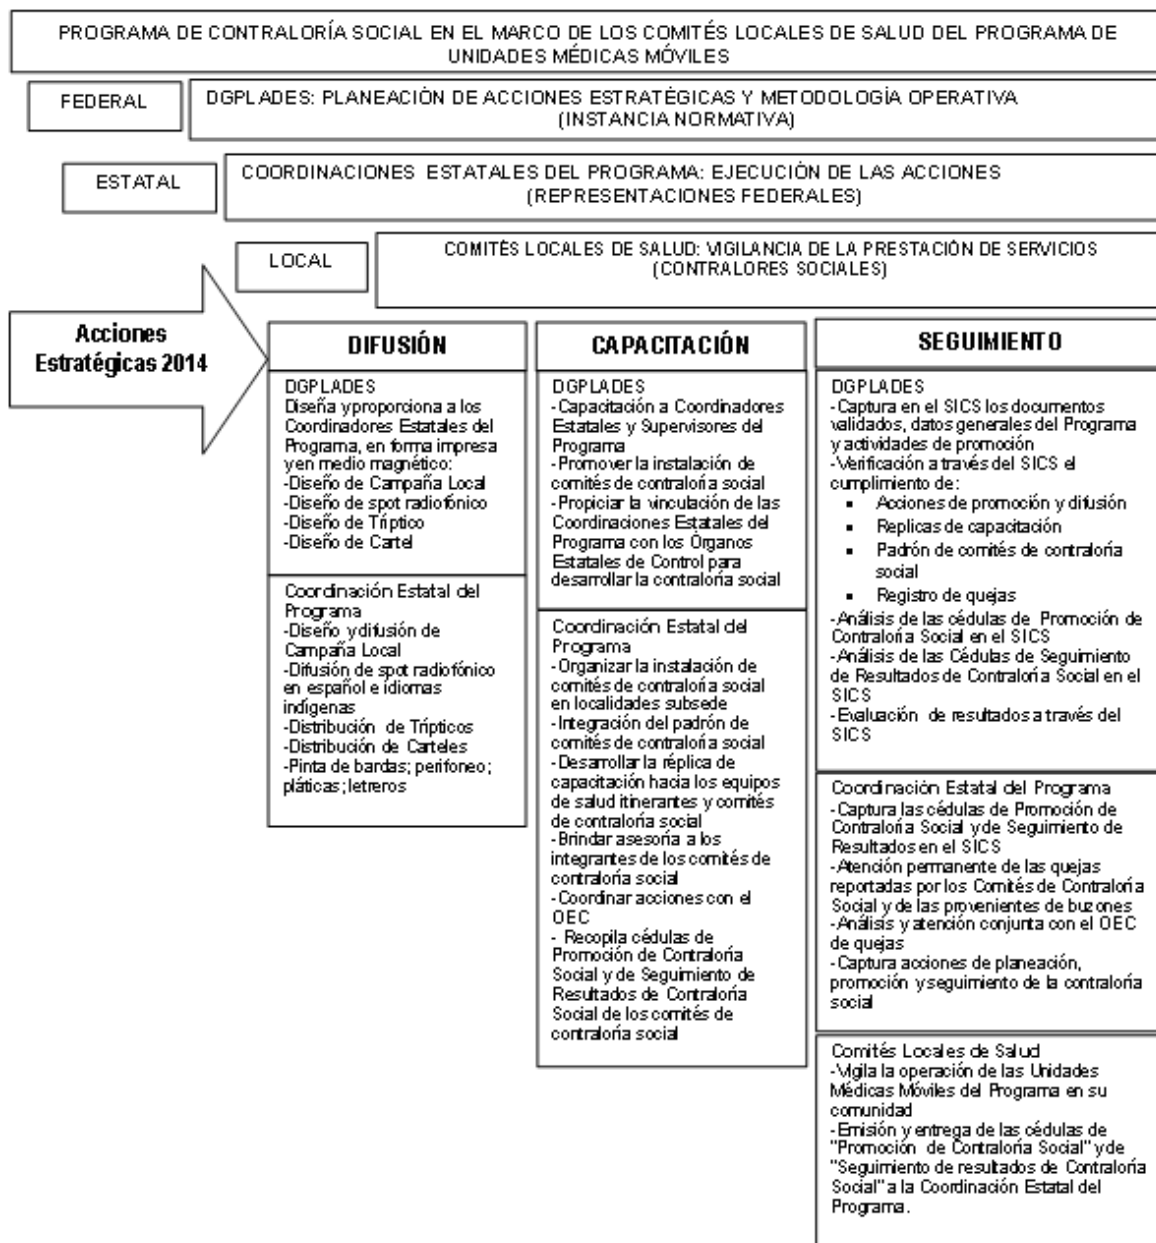 PROGRAMA DE CONTRALORÍA SOCIAL EN EL MARCO DE LOS COMITÉS LOCALES DE SALUD DEL PROGRAMA DE
UNIDADES MÉDICAS MÓVILES
FEDERAL
DGPLADES: PLANEACIÓN DE ACCIONES ESTRATÉGICAS Y METODOLOGÍA OPERATIVA
(INSTANCIA NORMATIVA)
ESTATAL
COORDINACIONES ESTATALES DEL PROGRAMA: EJECUCIÓN DE LAS ACCIONES
(REPRESENTACIONES FEDERALES)
LOCAL
COMITÉS LOCALES DE SALUD: VIGILANCIA DE LA PRESTACIÓN DE SERVICIOS
(CONTRALORES SOCIALES)
Acciones
Estratégicas 2014
DIFUSIÓN
DGPLADES
Diseña y proporciona a los
Coordinadores Estatales del
Programa, en forma impresa
y en medio magnético:
-Diseño de Campaña Local
-Diseño de spot radiofónico
-Diseño de Tríptico
-Diseño de Cartel
Coordinación Estatal del
Programa
-Diseño y difusión de
Campaña Local
-Difusión de spot radiofónico
en español e idiomas
indígenas
-Distribución de Trípticos
-Distribución de Carteles
-Pinta de bardas; perifoneo;
pláticas; letreros
CAPACITACIÓN
DGPLADES
-Capacitación a Coordinadores
Estatales y Supervisores del
Programa
-Promover la instalación de
comités de contraloría social
-Propiciar la vinculación de las
Coordinaciones Estatales del
Programa con los Órganos
Estatales de Control para
desarrollar la contraloría social
Coordinación Estatal del
Programa
-Organizar la instalación de
comités de contraloría social
en localidades subsede
-Integración del padrón de
comités de contraloría social
-Desarrollar la réplica de
capacitación hacia los equipos
de salud itinerantes y comités
de contraloría social
-Brindar asesoría a los
integrantes de los comités de
contraloría social
-Coordinar acciones con el
OEC
- Recopila cédulas de
Promoción de Contraloría
Social y de Seguimiento de
Resultados de Contraloría
Social de los comités de
contraloría social
SEGUIMIENTO
DGPLADES
-Captura en el SICS los documentos
validados, datos generales del Programa
y actividades de promoción
-Verificación a través del SICS el
cumplimiento de:
▪ Acciones de promoción y difusión
▪ Replicas de capacitación
▪ Padrón de comités de contraloría
social
▪ Registro de quejas
-Análisis de las cédulas de Promoción de
Contraloría Social en el SICS
-Análisis de las Cédulas de Seguimiento
de Resultados de Contraloría Social en el
SICS
-Evaluación de resultados a través del
SICS
Coordinación Estatal del Programa
-Captura las cédulas de Promoción de
Contraloría Social y de Seguimiento de
Resultados en el SICS
-Atención permanente de las quejas
reportadas por los Comités de Contraloría
Social y de las provenientes de buzones
-Análisis y atención conjunta con el OEC
de quejas
-Captura acciones de planeación,
promoción y seguimiento de la contraloría
social
Comités Locales de Salud
-Vigila la operación de las Unidades
Médicas Móviles del Programa en su
comunidad
-Emisión y entrega de las cédulas de
"Promoción de Contraloría Social" y de
"Seguimiento de resultados de Contraloría
Social" a la Coordinación Estatal del
Programa.